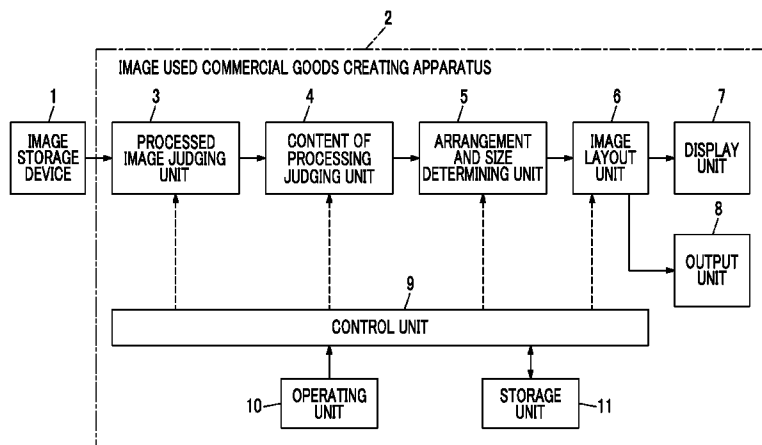 2
IMAGE USED COMMERCIAL GOODS CREATING APPARATUS
1
IMAGE
STORAGE
DEVICE
3
PROCESSED
IMAGE JUDGING
UNIT
4
CONTENT OF
PROCESSING
JUDGING UNIT
5
ARRANGEMENT
AND SIZE
DETERMINING UNIT
6
IMAGE
LAYOUT
UNIT
7
DISPLAY
UNIT
8
OUTPUT
UNIT
9
CONTROL UNIT
10
OPERATING
UNIT
STORAGE
UNIT
11